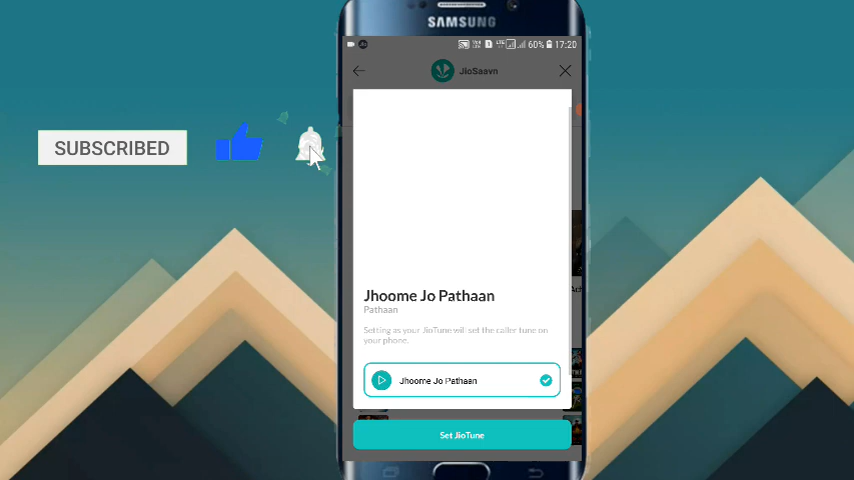 SAMSUNG
60% 17:20
JioSaavn
SUBSCRIBED
Jhoome Jo Pathaan
Pathaan
Setting as your JioTune will set the caller tune on
your phone.
Jhoome Jo Pathaan
Set JioTune